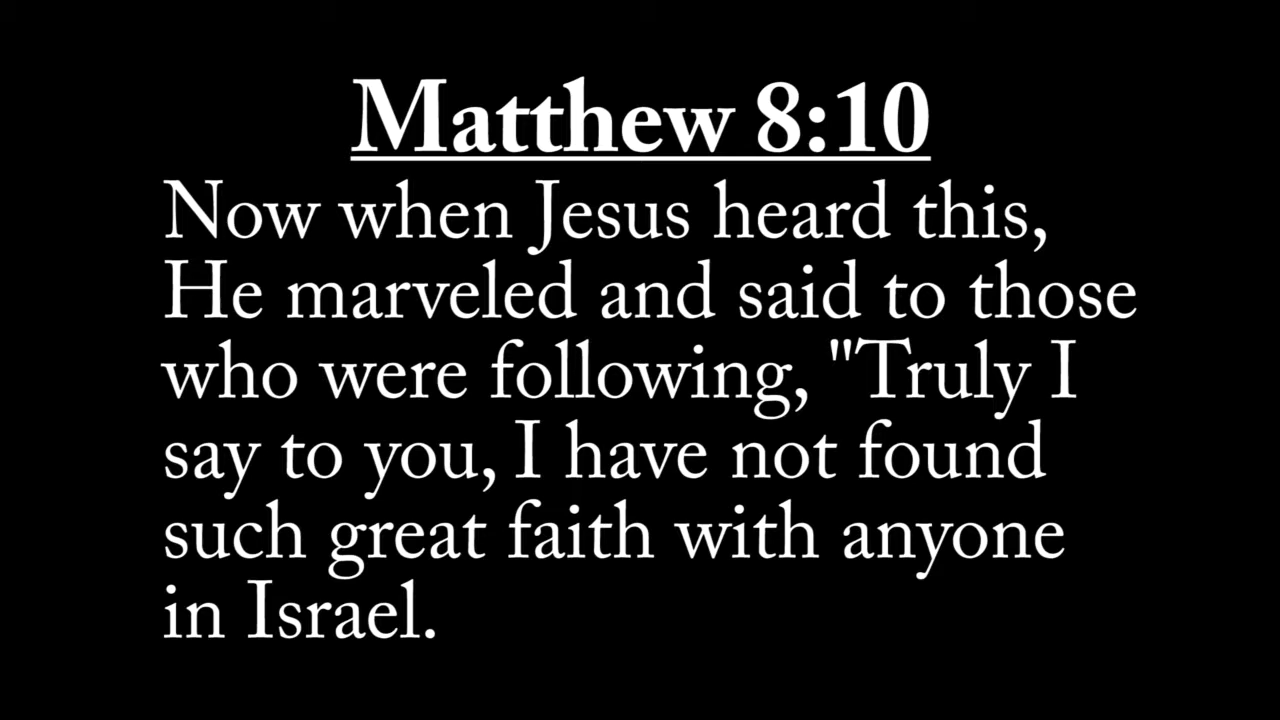 Matthew 8:10
Now when Jesus heard this,
He marveled and said to those
who were following, "Truly I
say to you, I have not found
such great faith with anyone
in Israel.